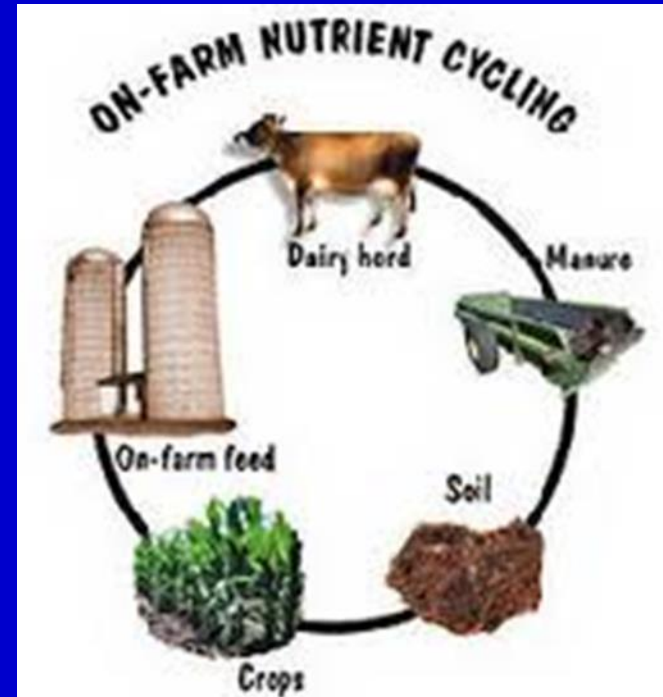 ON-FARM NUTRIENT CYCLING
Dairy herd
Manure
On-farm feed
Soil
Crops